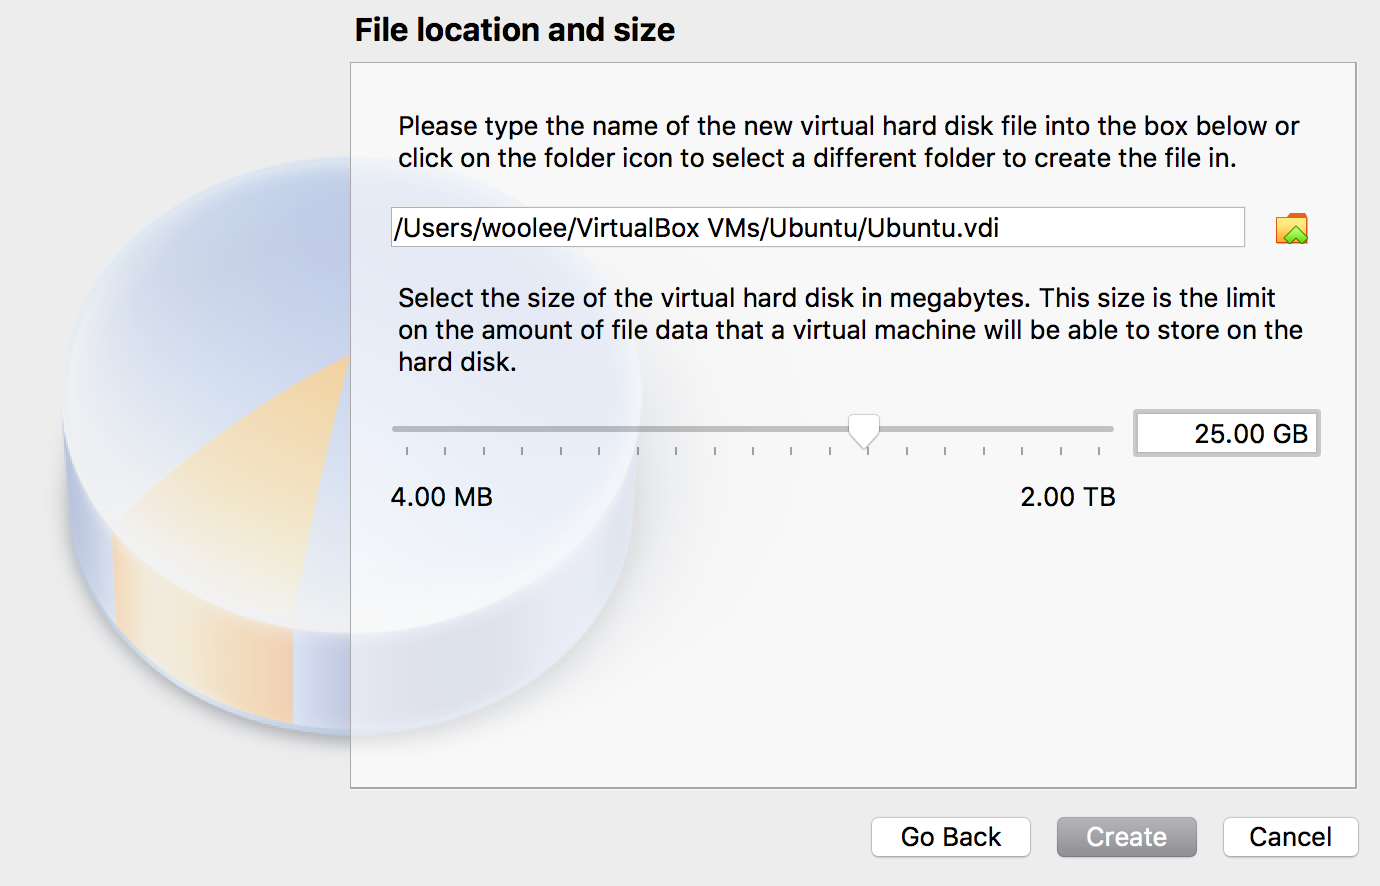 File location and size
Please type the name of the new virtual hard disk file into the box below or
click on the folder icon to select a different folder to create the file in.
/Users/woolee/VirtualBox VMs/Ubuntu/Ubuntu.vdi
Select the size of the virtual hard disk in megabytes. This size is the limit
on the amount of file data that a virtual machine will be able to store on the
hard disk.
25.00 GB
4.00 MB
2.00 TB
Go Back
Create
Cancel